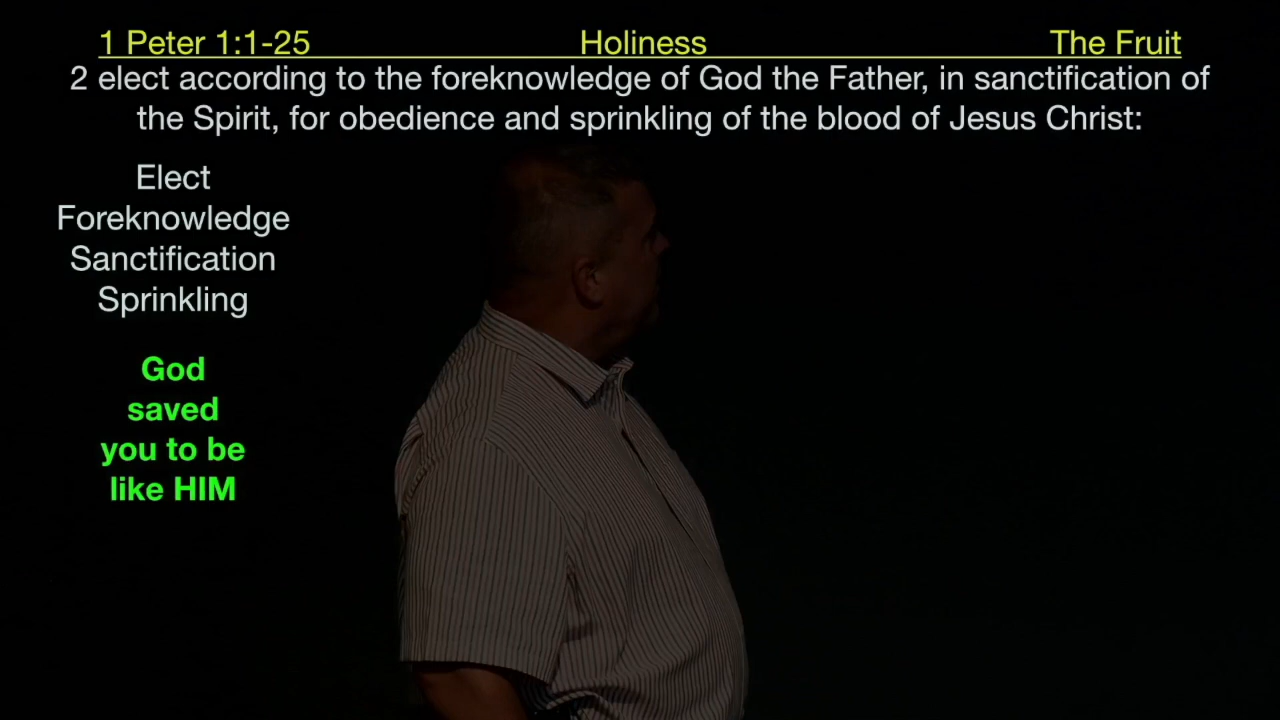 1 Peter 1:1-25 Holiness The Fruit
2 elect according to the foreknowledge of God the Father, in sanctification of
the Spirit, for obedience and sprinkling of the blood of Jesus Christ:
Elect
Foreknowledge
Sanctification
Sprinkling
God
saved
you to be
like HIM